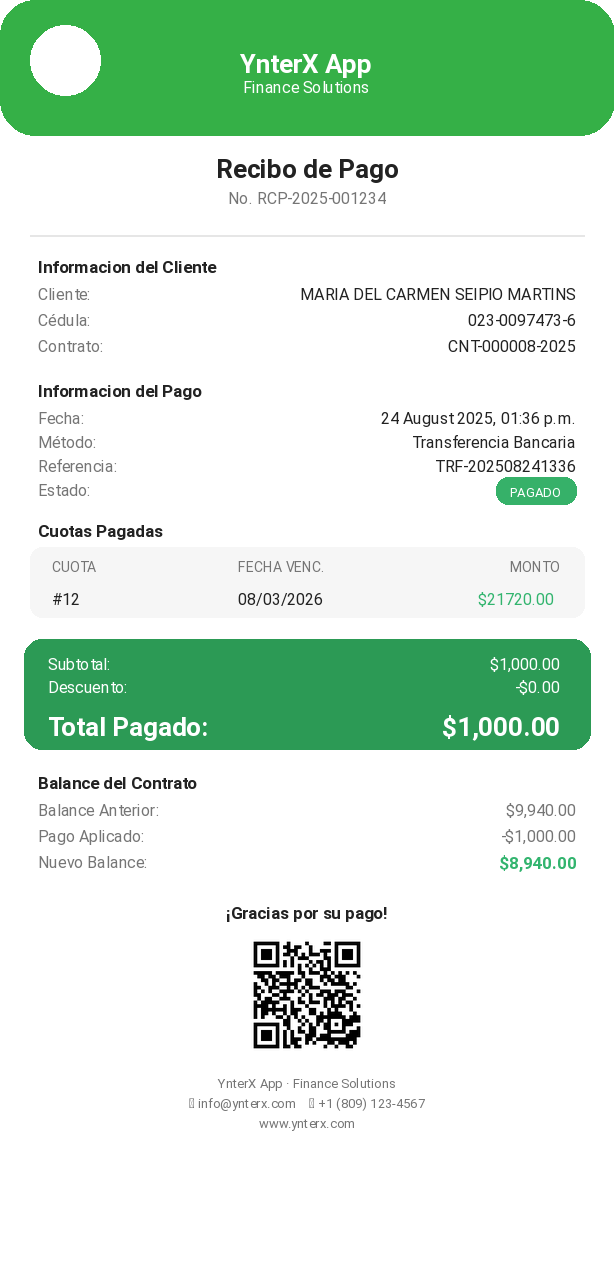 YnterX App
Finance Solutions
Recibo de Pago
No. RCP-2025-001234
Informacion del Cliente
Cliente: MARIA DEL CARMEN SEIPIO MARTINS
Cédula: 023-0097473-6
Contrato: CNT-000008-2025
Informacion del Pago
Fecha: 24 August 2025, 01:36 p.m.
Método: Transferencia Bancaria
Referencia: TRF-202508241336
Estado: PAGADO
Cuotas Pagadas
CUOTA FECHA VENC. MONTO
#12 08/03/2026 $21720.00
Subtotal: $1,000.00
Descuento: -$0.00
Total Pagado: $1,000.00
Balance del Contrato
Balance Anterior: $9,940.00
Pago Aplicado: -$1,000.00
Nuevo Balance: $8,940.00
¡Gracias por su pago!
YnterX App · Finance Solutions
info@ynterx.com +1 (809) 123-4567
www.ynterx.com